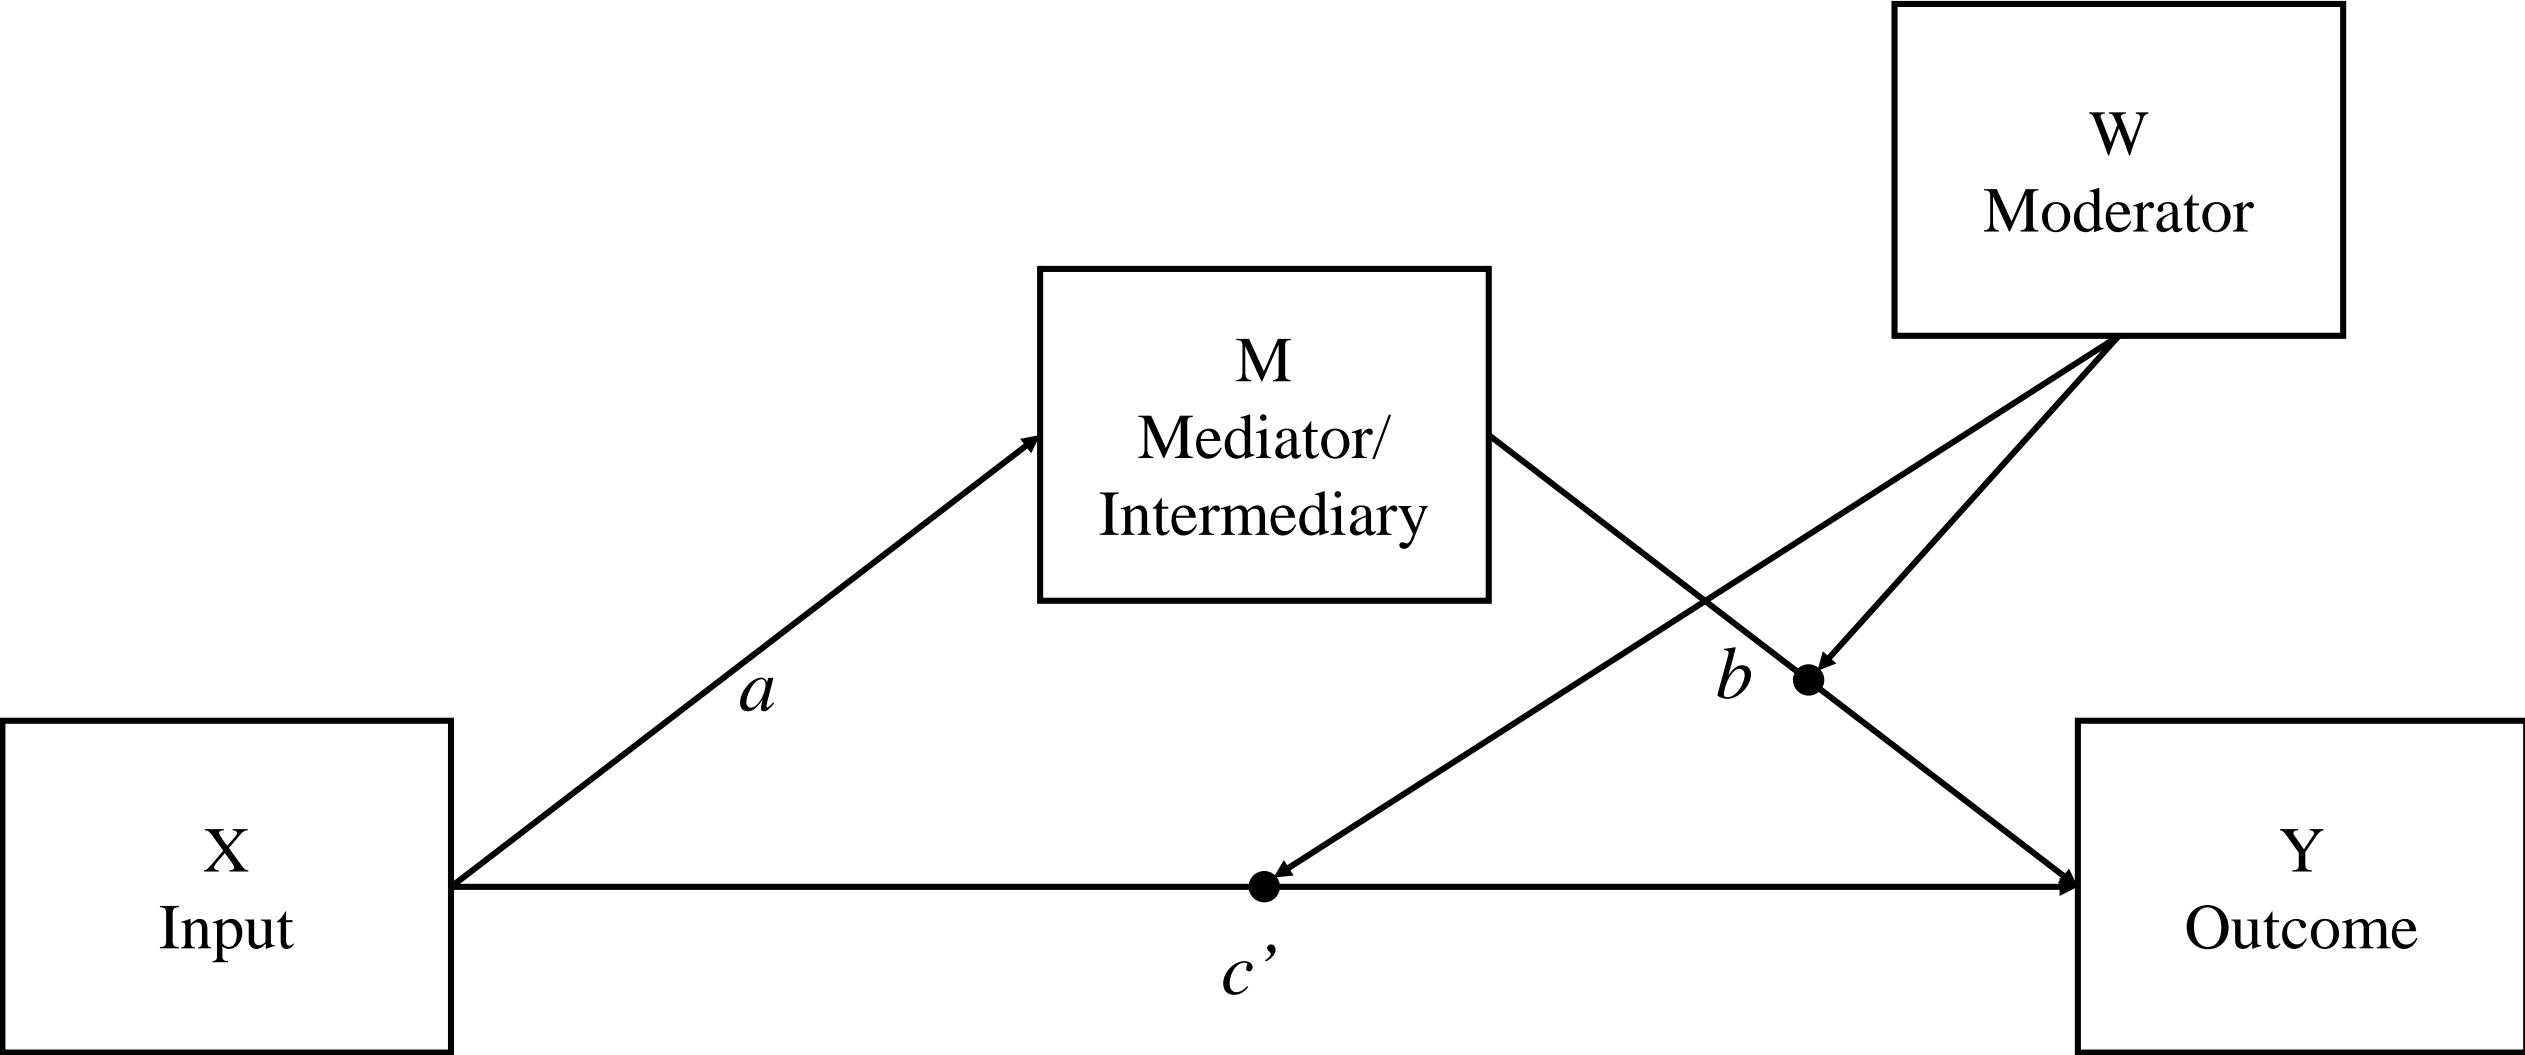 W
Moderator
M
Mediator/
Intermediary
a
b
X
Input
Y
Outcome
c’